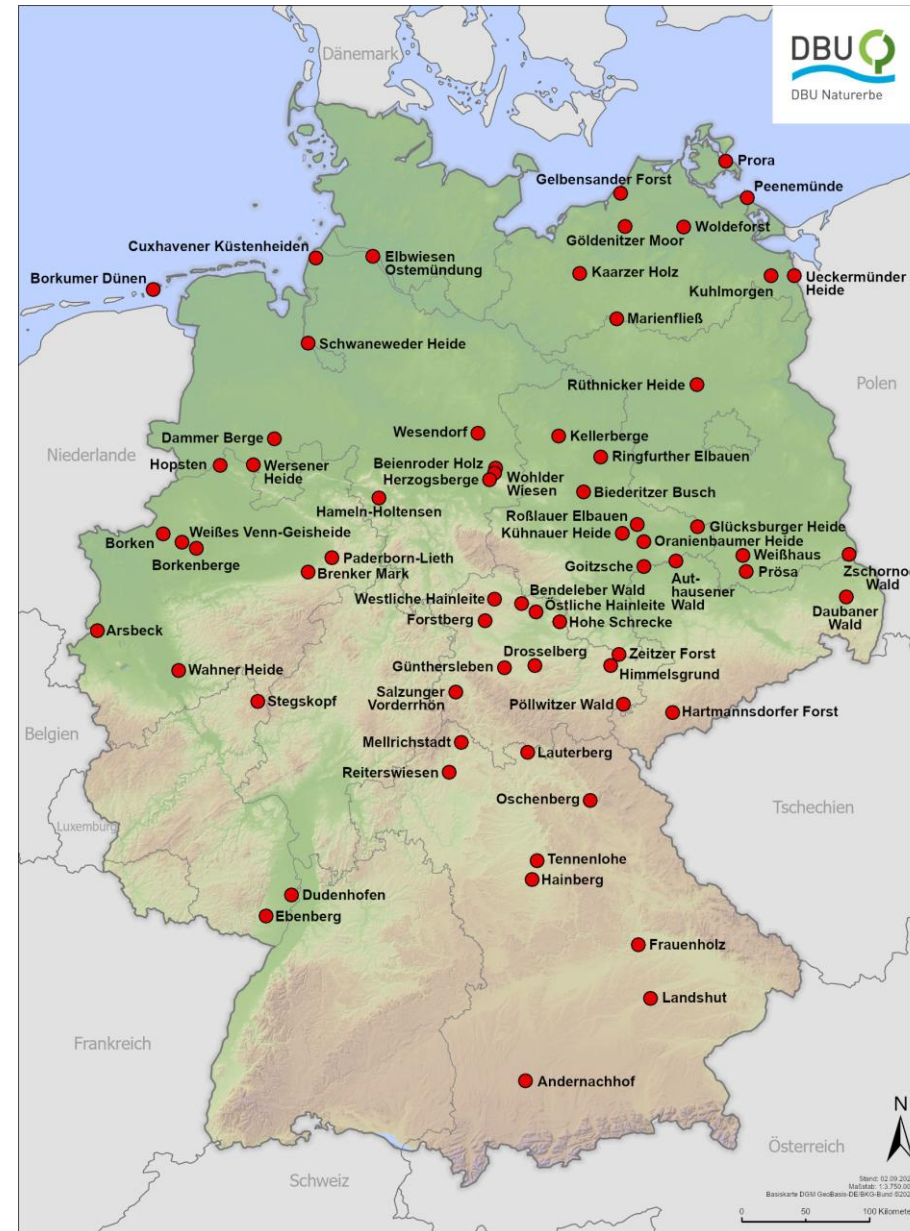 Dänemark
DBU
DBU Naturerbe
Prora
Gelbensander Forst
Peenemünde
Göldenitzer Moor
Woldeforst
Cuxhavener Küstenheiden
Elbwiesen
Ostemündung
Borkumer Dünen
Kaarzer Holz
Kuhlmorgen
Ueckermünder
Heide
Marienfließ
Schwaneweder Heide
Rüthnicker Heide
Polen
Niederlande
Dammer Berge
Wesendorf
Kellerberge
Hopsten
Wersener
Heide
Beienroder Holz
Herzogsberge
Wohlder
Wiesen
Ringfurther Elbauen
Biederitzer Busch
Hameln-Holtensen
Roßlauer Elbauen
Kühnauer Heide
Glücksburger Heide
Oranienbaumer Heide
Borken
Weißes Venn-Geisheide
Borkenberge
Paderborn-Lieth
Brenker Mark
Goitzsche
Aut-
hausener
Wald
Weißhaus
Prösa
Wald
Daubaner
Wald
Westliche Hainleite
Bendeleber Wald
Östliche Hainleite
Forstberg
Hohe Schrecke
Arsbeck
Drosselberg
Zeitzer Forst
Günthersleben
Himmelsgrund
Wahner Heide
Stegskopf
Salzunger
Vorderrhön
Pöllwitzer Wald
Hartmannsdorfer Forst
Belgien
Mellrichstadt
Lauterberg
Reiterswiesen
Oschenberg
Tschechien
Luxemburg
Tennenlohe
Hainberg
Dudenhofen
Ebenberg
Frauenholz
Landshut
Frankreich
Andernachhof
N
Schweiz
Österreich
0 50 100